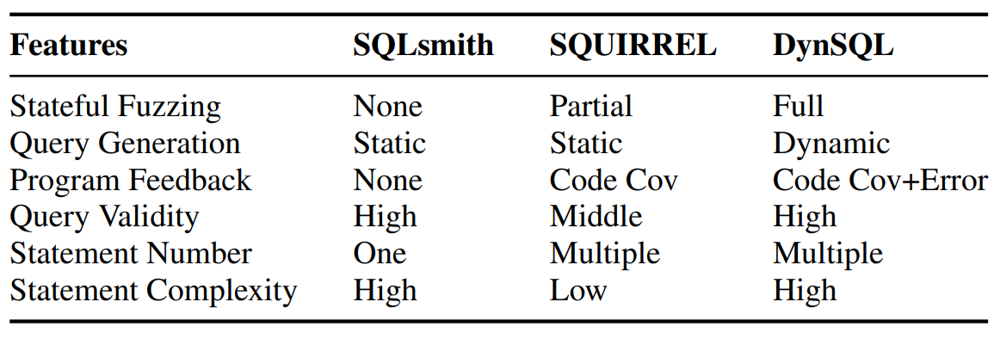 Features SQLsmith SQUIRREL DynSQL
Stateful Fuzzing None Partial Full
Query Generation Static Static Dynamic
Program Feedback None Code Cov Code Cov+Error
Query Validity High Middle High
Statement Number One Multiple Multiple
Statement Complexity High Low High